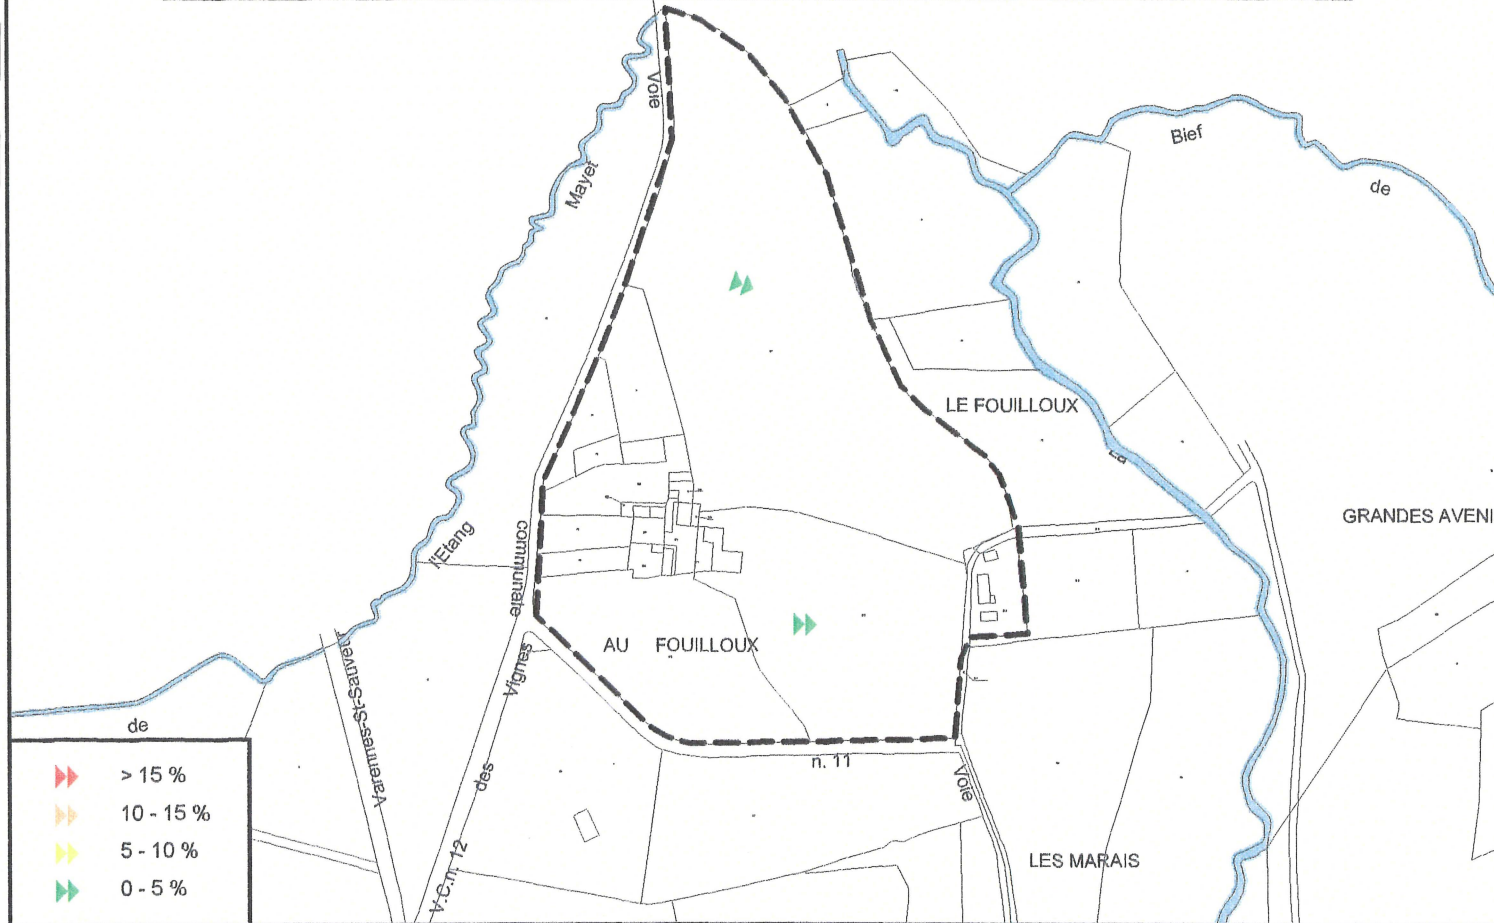 Voie
Mayet
Bief
de
LE FOUILLOUX
La
GRANDES AVENI
l'Etang
communale
AU FOUILLOUX
Vignes
Varennes-St-Sauveur
de
n. 11
Voie
des
V.C.n. 12
LES MARAIS
> 15 %
10 - 15 %
5 - 10 %
0 - 5 %